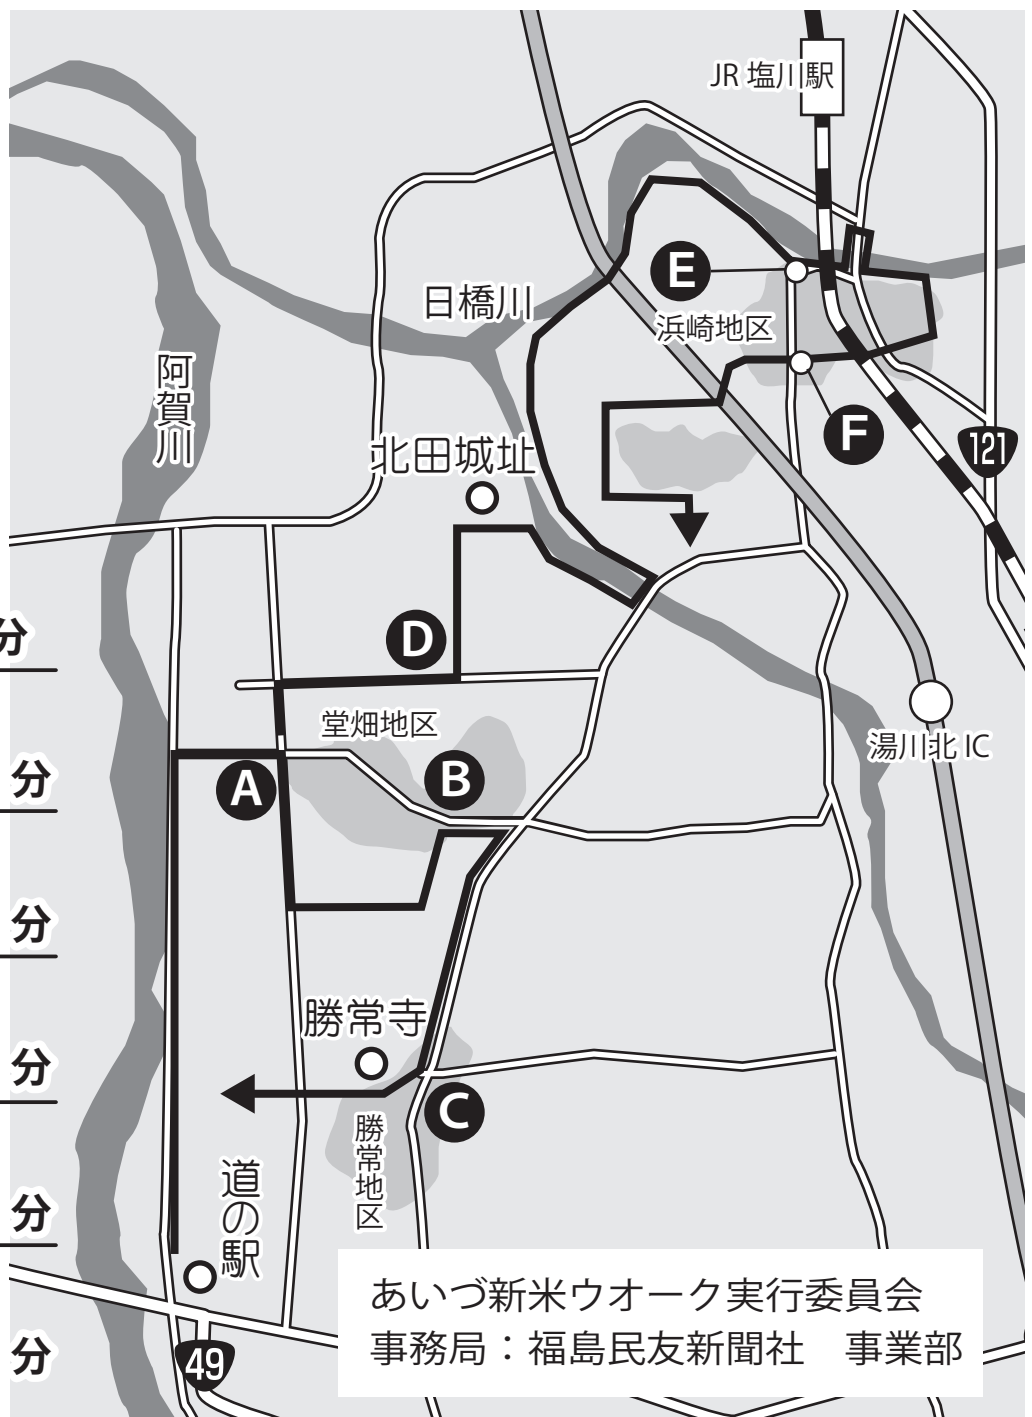 JR 塩川駅
E
日橋川
浜崎地区
阿賀川
F
121
北田城址
D
分
堂畑地区
湯川北 IC
分
A
B
分
勝常寺
分
C
勝常地区
道の駅
分
あいづ新米ウオーク実行委員会
事務局：福島民友新聞社　事業部
分
49